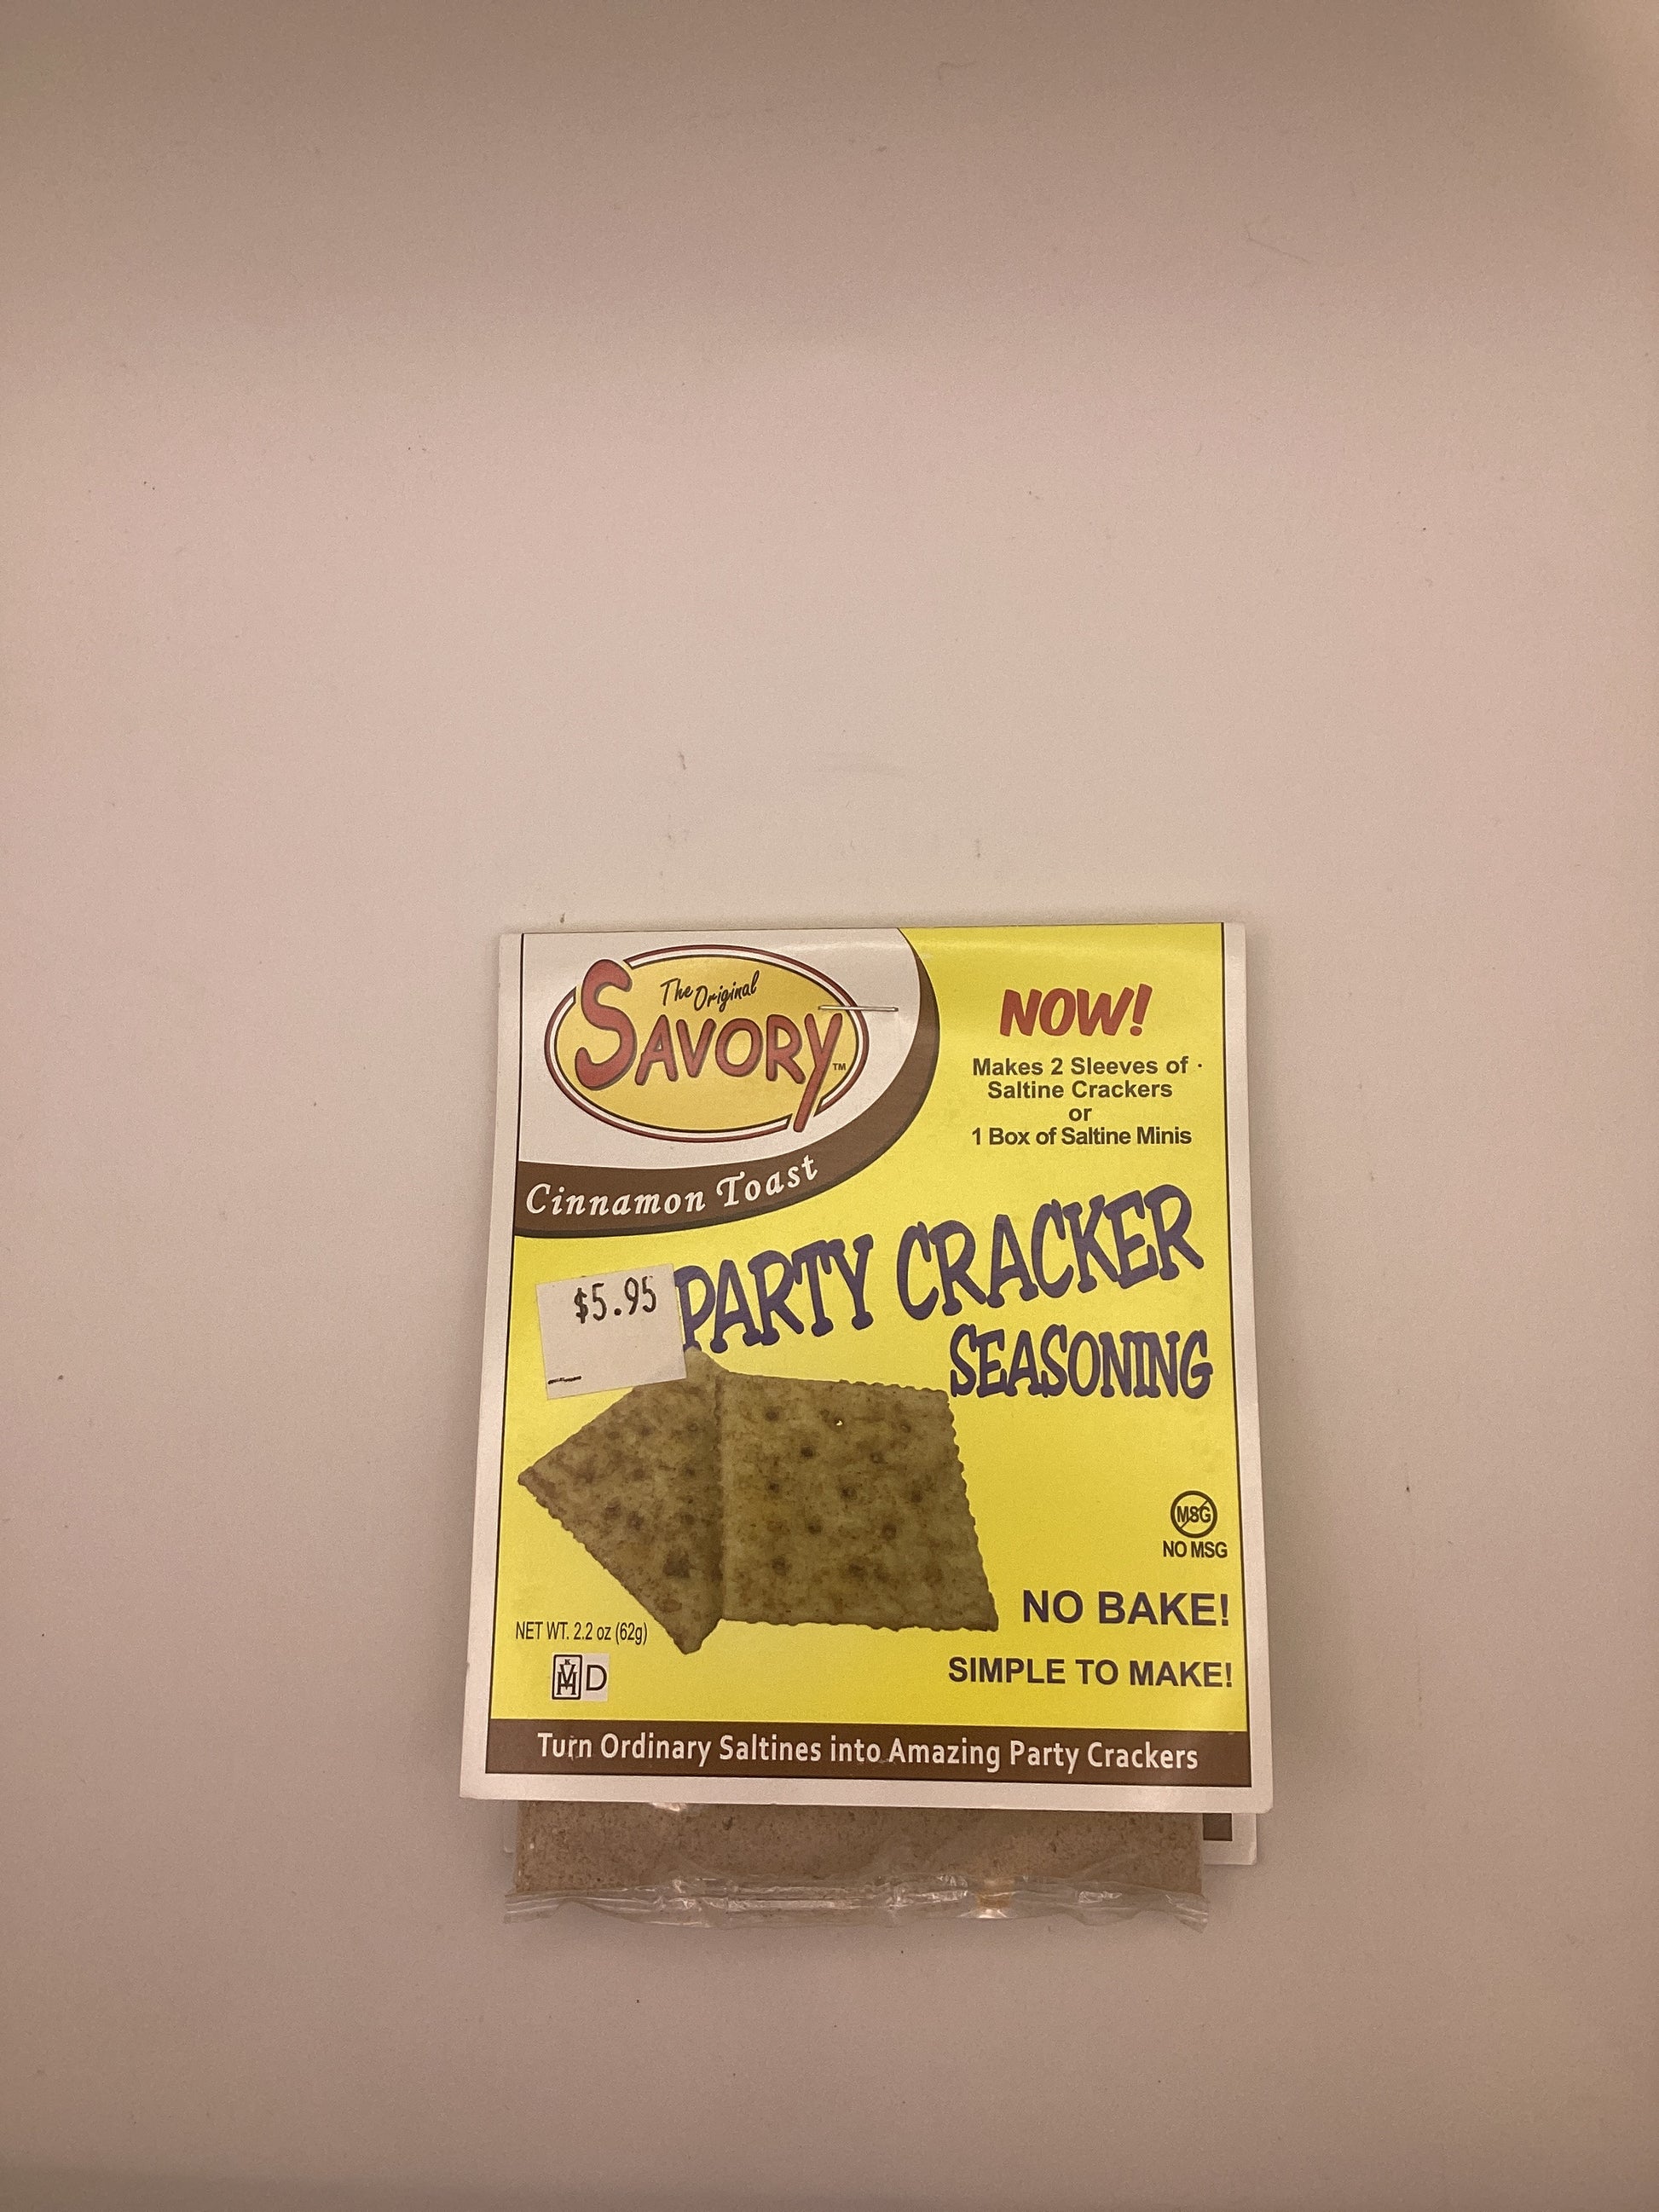 The Original
SAVORY™
Cinnamon Toast
NOW!
Makes 2 Sleeves of
Saltine Crackers
or
1 Box of Saltine Minis
PARTY CRACKER
SEASONING
$5.95
MSG
NO MSG
NO BAKE!
SIMPLE TO MAKE!
NET WT. 2.2 oz (62g)
D
Turn Ordinary Saltines into Amazing Party Crackers